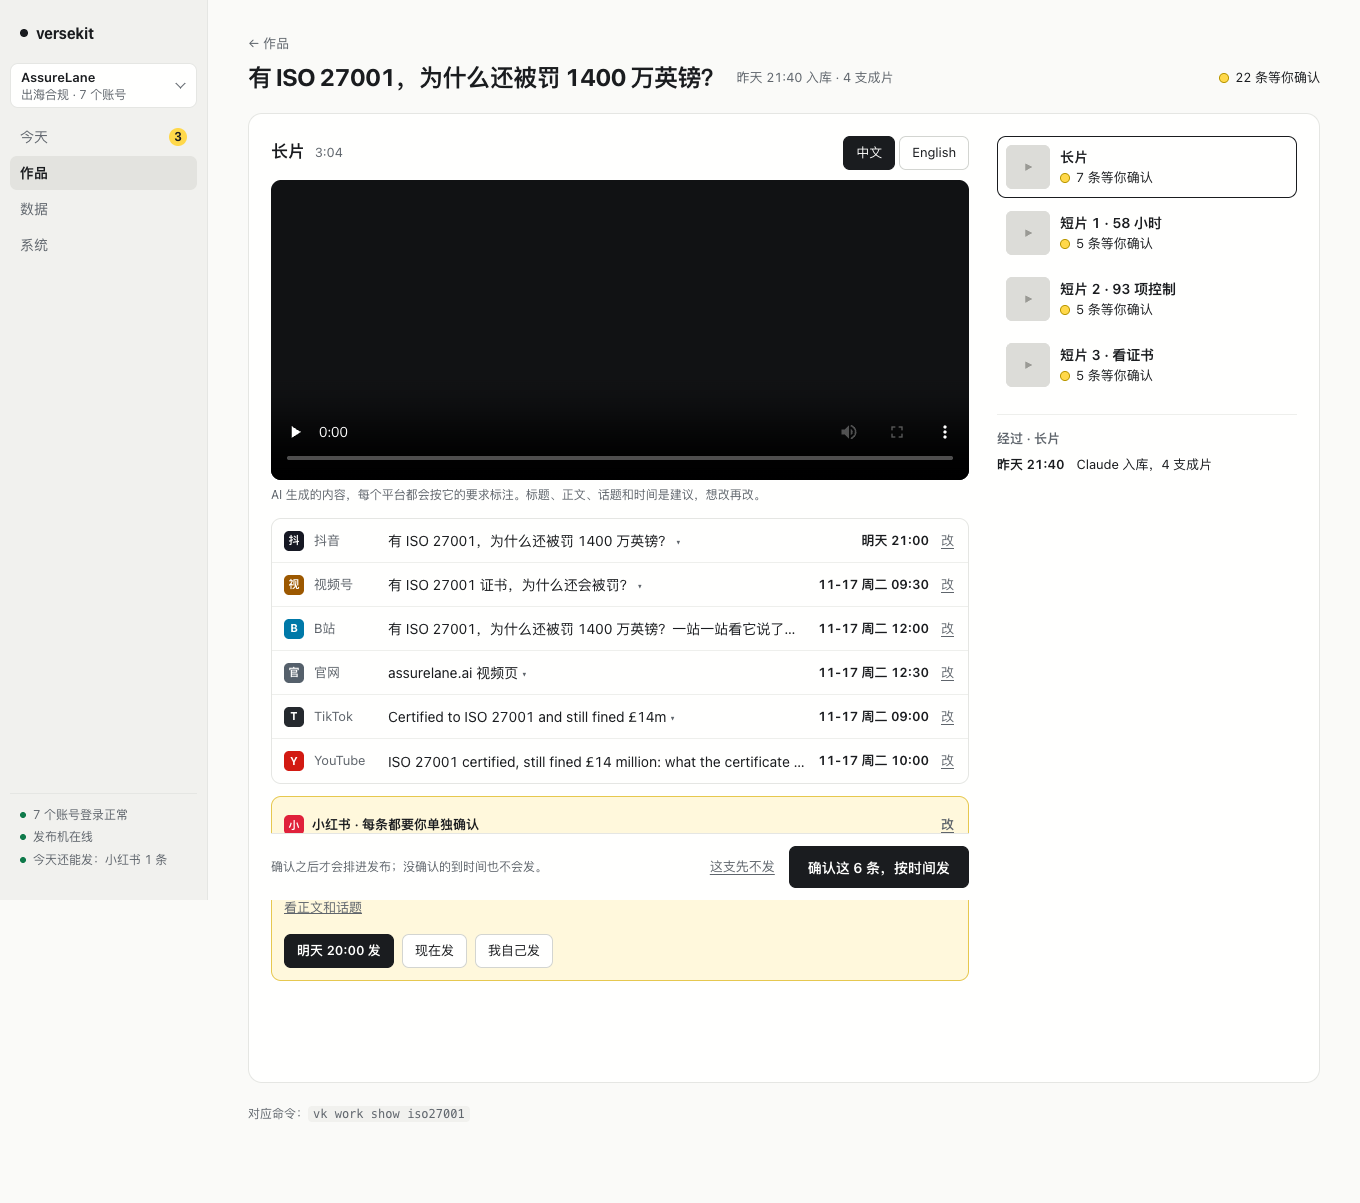 versekit
AssureLane
出海合规 · 7 个账号
今天 3
作品
数据
系统
7 个账号登录正常
发布机在线
今天还能发：小红书 1 条
← 作品
有 ISO 27001，为什么还被罚 1400 万英镑？ 昨天 21:40 入库 · 4 支成片 22 条等你确认
长片 3:04 中文 English
0:00
AI 生成的内容，每个平台都会按它的要求标注。标题、正文、话题和时间是建议，想改再改。
抖 抖音 有 ISO 27001，为什么还被罚 1400 万英镑？ 明天 21:00 改
视 视频号 有 ISO 27001 证书，为什么还会被罚？ 11-17 周二 09:30 改
B B站 有 ISO 27001，为什么还被罚 1400 万英镑？一站一站看它说了... 11-17 周二 12:00 改
官 官网 assurelane.ai 视频页 11-17 周二 12:30 改
T TikTok Certified to ISO 27001 and still fined £14m 11-17 周二 09:00 改
Y YouTube ISO 27001 certified, still fined £14 million: what the certificate ... 11-17 周二 10:00 改
小 小红书 · 每条都要你单独确认 改
确认之后才会排进发布；没确认的到时间也不会发。 这支先不发 确认这 6 条，按时间发
看正文和话题
明天 20:00 发 现在发 我自己发
长片
7 条等你确认
短片 1 · 58 小时
5 条等你确认
短片 2 · 93 项控制
5 条等你确认
短片 3 · 看证书
5 条等你确认
经过 · 长片
昨天 21:40 Claude 入库，4 支成片
对应命令： vk work show iso27001